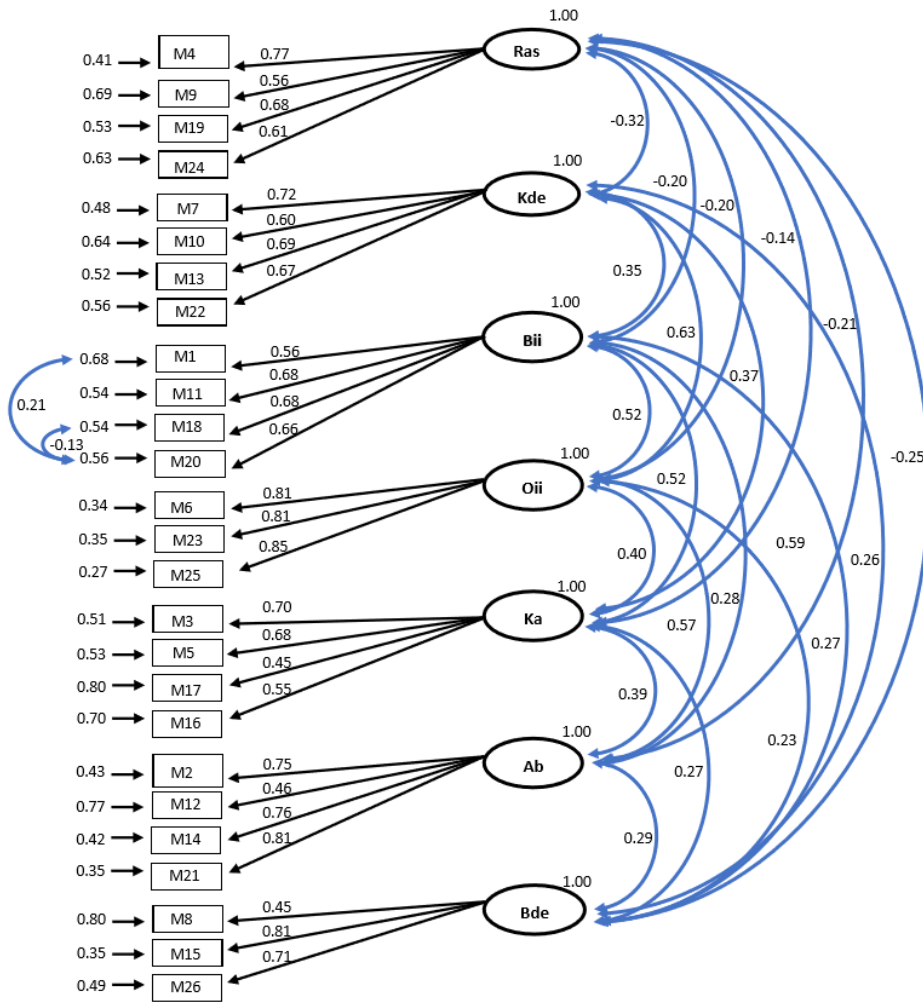 1.00
0.41 M4 0.77 Ras
0.69 M9 0.56
0.53 M19 0.68
0.63 M24 0.61
-0.32
1.00
0.48 M7 0.72 Kde -0.20 -0.20
0.64 M10 0.60
0.52 M13 0.69 -0.14
0.56 M22 0.67 0.35
1.00
0.68 M1 0.56 Bii 0.63 -0.21
0.54 M11 0.68 0.37
0.21
0.54 M18 0.68 0.52
-0.13
0.56 M20 0.66 -0.25
1.00
0.34 M6 0.81 Oii 0.52
0.35 M23 0.81 0.59
0.27 M25 0.85 0.40 0.26
1.00
0.51 M3 0.70 Ka 0.28
0.53 M5 0.68 0.57 0.27
0.80 M17 0.45 0.39
0.70 M16 0.55
1.00
0.43 M2 0.75 Ab 0.27 0.23
0.77 M12 0.46
0.42 M14 0.76 0.29
0.35 M21 0.81
1.00
0.80 M8 0.45 Bde
0.35 M15 0.81
0.49 M26 0.71